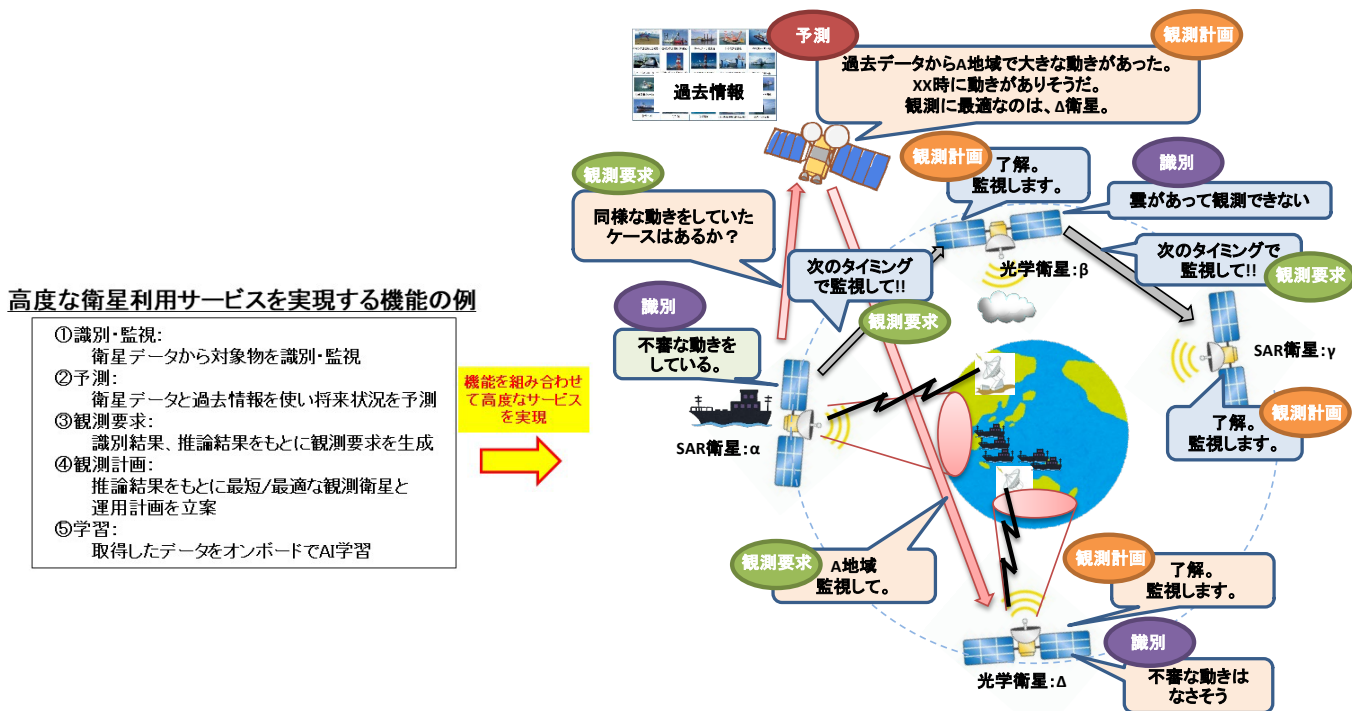 高度な衛星利用サービスを実現する機能の例
①識別・監視:
衛星データから対象物を識別・監視
②予測:
衛星データと過去情報を使い将来状況を予測
③観測要求:
識別結果、推論結果をもとに観測要求を生成
④観測計画:
推論結果をもとに最短/最適な観測衛星と
運用計画を立案
⑤学習:
取得したデータをオンボードでAI学習
機能を組み合わせ
て高度なサービス
を実現
過去情報
予測
観測計画
過去データからA地域で大きな動きがあった。
XX時に動きがありそうだ。
観測に最適なのは、Δ衛星。
観測要求
同様な動きをしていた
ケースはあるか?
観測計画
了解。
監視します。
識別
雲があって観測できない
光学衛星:β
次のタイミング
で監視して!!
観測要求
次のタイミングで
監視して!!
観測要求
識別
不審な動きを
している。
SAR衛星:α
SAR衛星:γ
了解。
監視します。
観測計画
観測要求
A地域
監視して。
観測計画
了解。
監視します。
識別
不審な動きは
なさそう
光学衛星:Δ